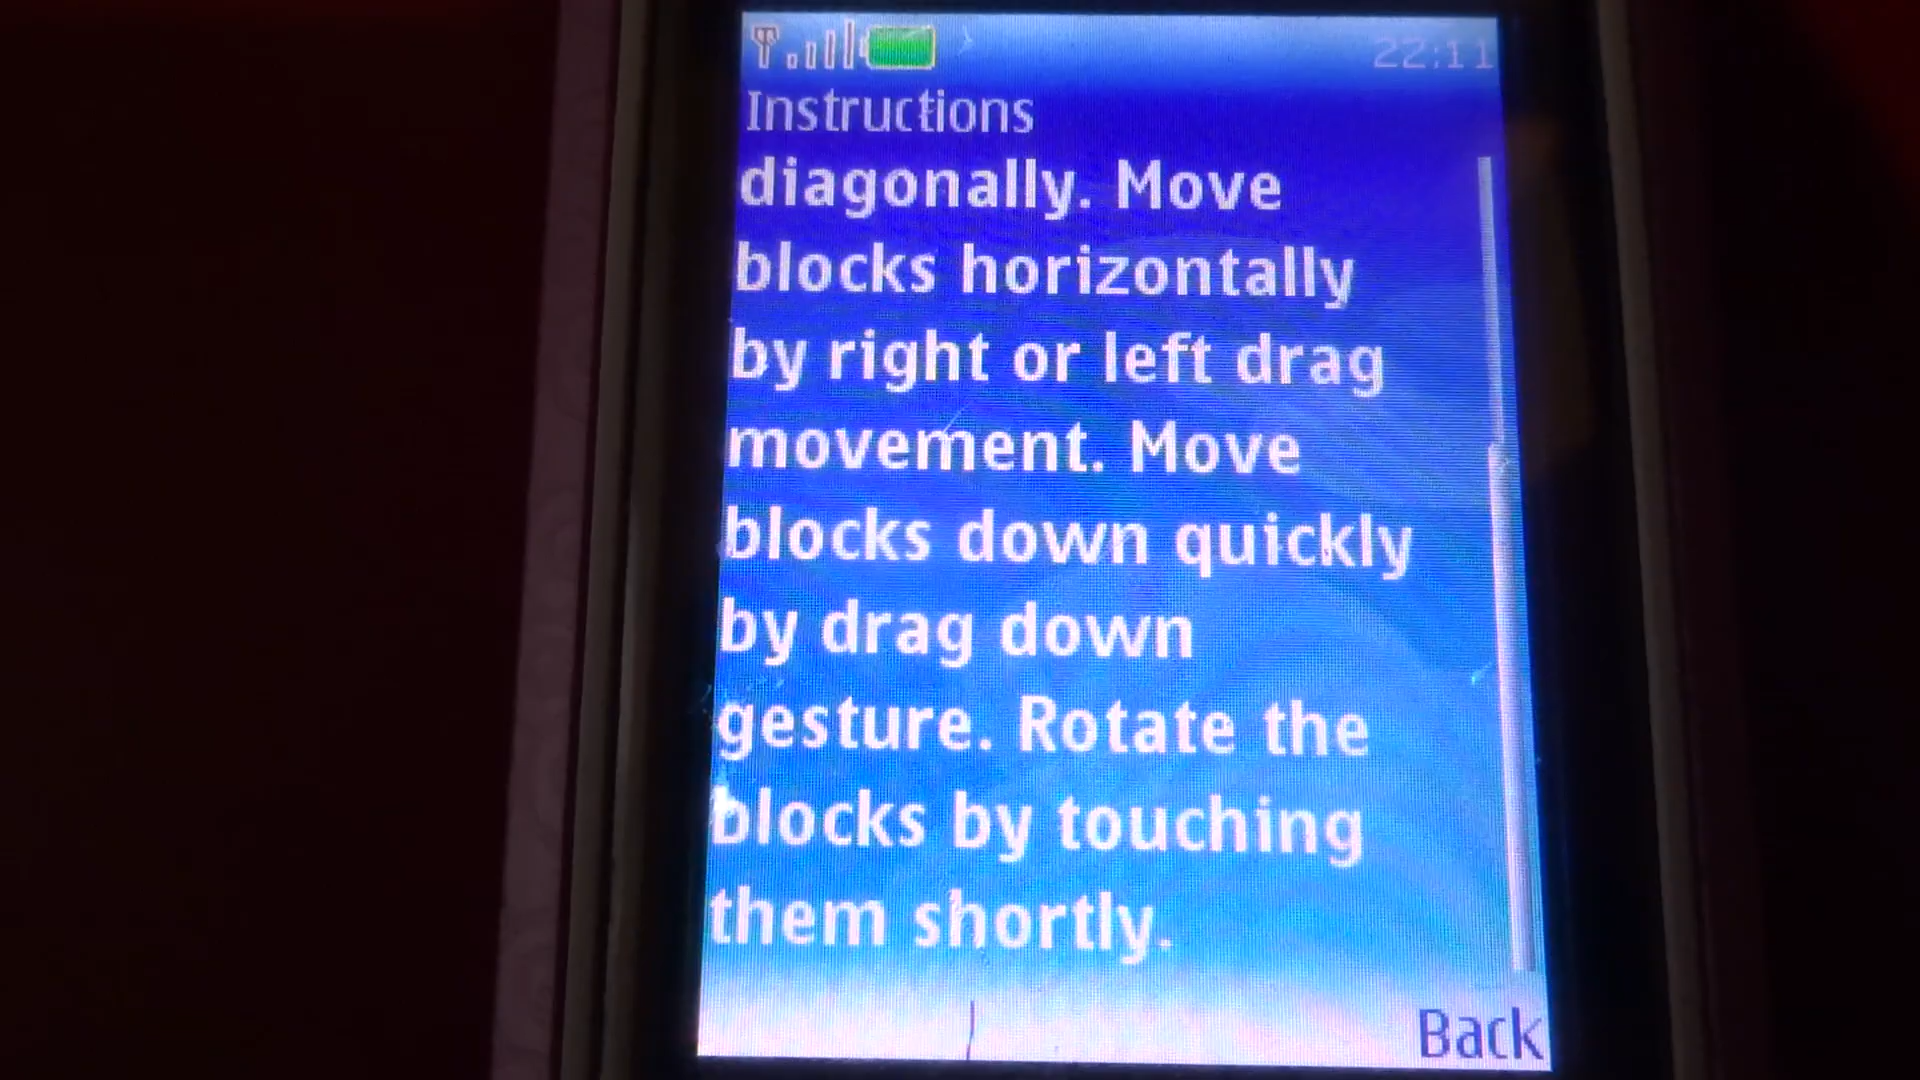 22:11
Instructions
diagonally. Move
blocks horizontally
by right or left drag
movement. Move
blocks down quickly
by drag down
gesture. Rotate the
blocks by touching
them shortly.
Back